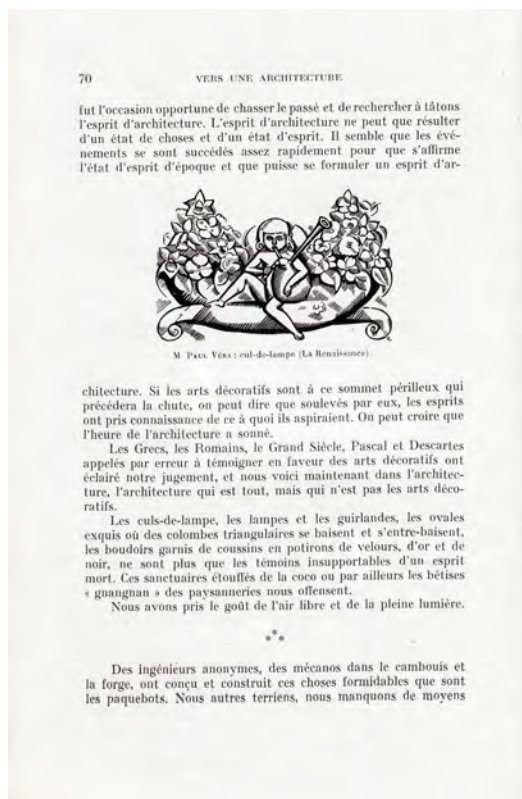 70
VERS UNE ARCHITECTURE
fut l'occasion opportune de chasser le passé et de rechercher à tâtons
l'esprit d'architecture. L'esprit d'architecture ne peut que résulter
d'un état de choses et d'un état d'esprit. Il semble que les évé-
nements se sont succédés assez rapidement pour que s'affirme
l'état d'esprit d'époque et que puisse se formuler un esprit d'ar-
M. PAUL VÉRA : cul-de-lampe (La Renaissance).
chitecture. Si les arts décoratifs sont à ce sommet périlleux qui
précédera la chute, on peut dire que soulevés par eux, les esprits
ont pris connaissance de ce à quoi ils aspiraient. On peut croire que
l'heure de l'architecture a sonné.
Les Grecs, les Romains, le Grand Siècle, Pascal et Descartes
appelés par erreur à témoigner en faveur des arts décoratifs ont
éclairé notre jugement, et nous voici maintenant dans l'architec-
ture, l'architecture qui est tout, mais qui n'est pas les arts déco-
ratifs.
Les culs-de-lampe, les lampes et les guirlandes, les ovales
exquis où des colombes triangulaires se baisent et s'entre-baisent,
les boudoirs garnis de coussins en potirons de velours, d'or et de
noir, ne sont plus que les témoins insupportables d'un esprit
mort. Ces sanctuaires étouffés de la coco ou par ailleurs les bêtises
« gnangnan » des paysanneries nous offensent.
Nous avons pris le goût de l'air libre et de la pleine lumière.
Des ingénieurs anonymes, des mécanos dans le cambouis et
la forge, ont conçu et construit ces choses formidables que sont
les paquebots. Nous autres terriens, nous manquons de moyens